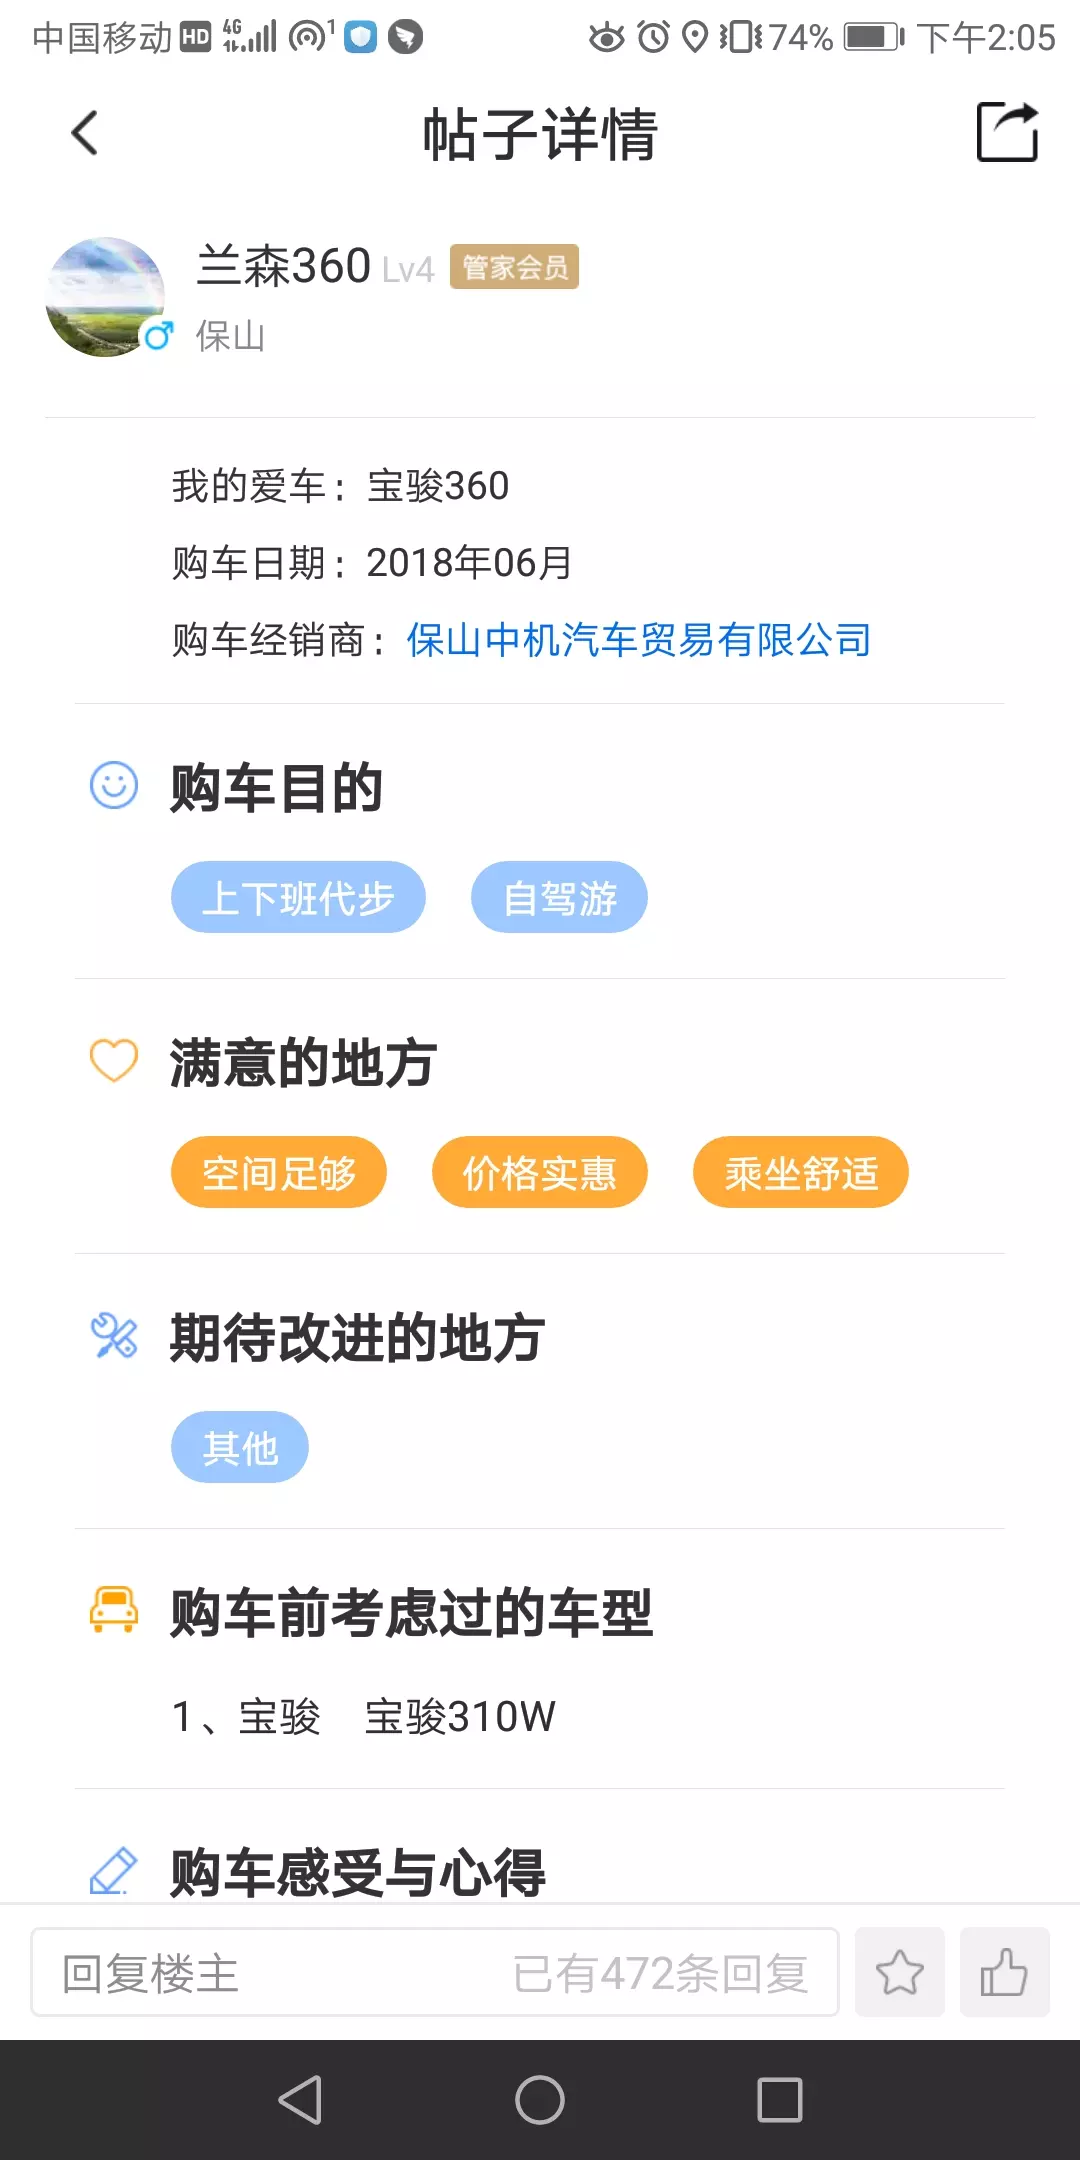 中国移动 HD 4G 1 74% 下午2:05
帖子详情
兰森360 Lv4 管家会员
保山
我的爱车：宝骏360
购车日期：2018年06月
购车经销商：保山中机汽车贸易有限公司
购车目的
上下班代步 自驾游
满意的地方
空间足够 价格实惠 乘坐舒适
期待改进的地方
其他
购车前考虑过的车型
1、宝骏 宝骏310W
购车感受与心得
回复楼主 已有472条回复